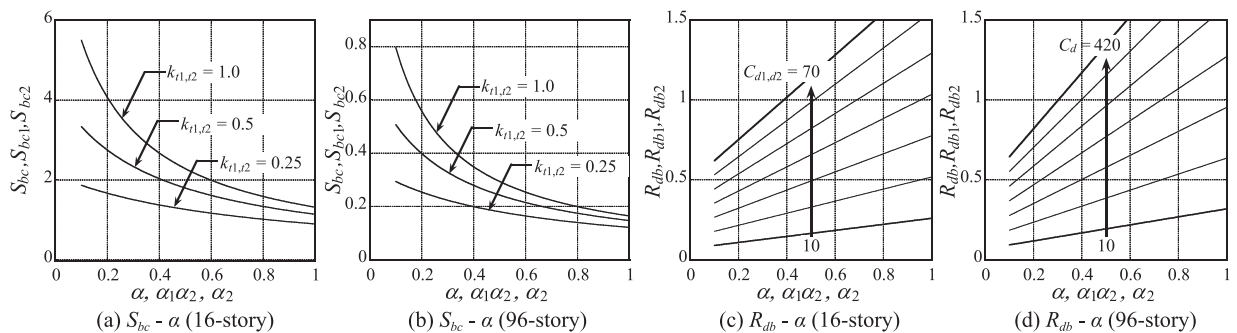 S_bc, S_bc1, S_bc2
6
4
2
0
k_t1,t2 = 1.0
k_t1,t2 = 0.5
k_t1,t2 = 0.25
0 0.2 0.4 0.6 0.8 1
α, α₁α₂, α₂
(a) S_bc - α (16-story)
S_bc, S_bc1, S_bc2
0.8
0.6
0.4
0.2
0
k_t1,t2 = 1.0
k_t1,t2 = 0.5
k_t1,t2 = 0.25
0 0.2 0.4 0.6 0.8 1
α, α₁α₂, α₂
(b) S_bc - α (96-story)
R_db, R_db1, R_db2
1.5
1
0.5
0
C_d1,d2 = 70
10
0 0.2 0.4 0.6 0.8 1
α, α₁α₂, α₂
(c) R_db - α (16-story)
R_db, R_db1, R_db2
1.5
1
0.5
0
C_d = 420
10
0 0.2 0.4 0.6 0.8 1
α, α₁α₂, α₂
(d) R_db - α (96-story)